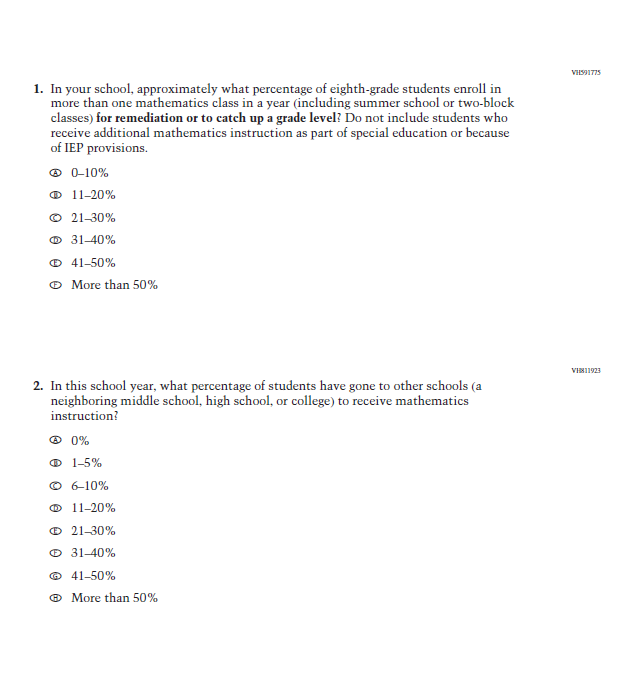 VH591775
1. In your school, approximately what percentage of eighth-grade students enroll in
more than one mathematics class in a year (including summer school or two-block
classes) for remediation or to catch up a grade level? Do not include students who
receive additional mathematics instruction as part of special education or because
of IEP provisions.
Ⓐ 0–10%
Ⓑ 11–20%
Ⓒ 21–30%
Ⓓ 31–40%
Ⓔ 41–50%
Ⓕ More than 50%
VH811923
2. In this school year, what percentage of students have gone to other schools (a
neighboring middle school, high school, or college) to receive mathematics
instruction?
Ⓐ 0%
Ⓑ 1–5%
Ⓒ 6–10%
Ⓓ 11–20%
Ⓔ 21–30%
Ⓕ 31–40%
Ⓖ 41–50%
Ⓗ More than 50%